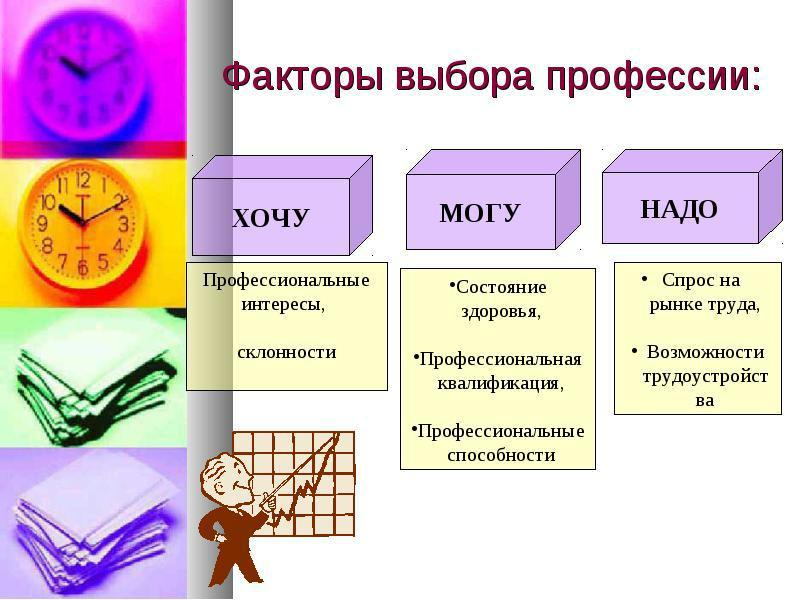 Факторы выбора профессии:
ХОЧУ
МОГУ
НАДО
Профессиональные
интересы,
склонности
•Состояние
здоровья,
•Профессиональная
квалификация,
•Профессиональные
способности
• Спрос на
рынке труда,
• Возможности
трудоустройст
ва